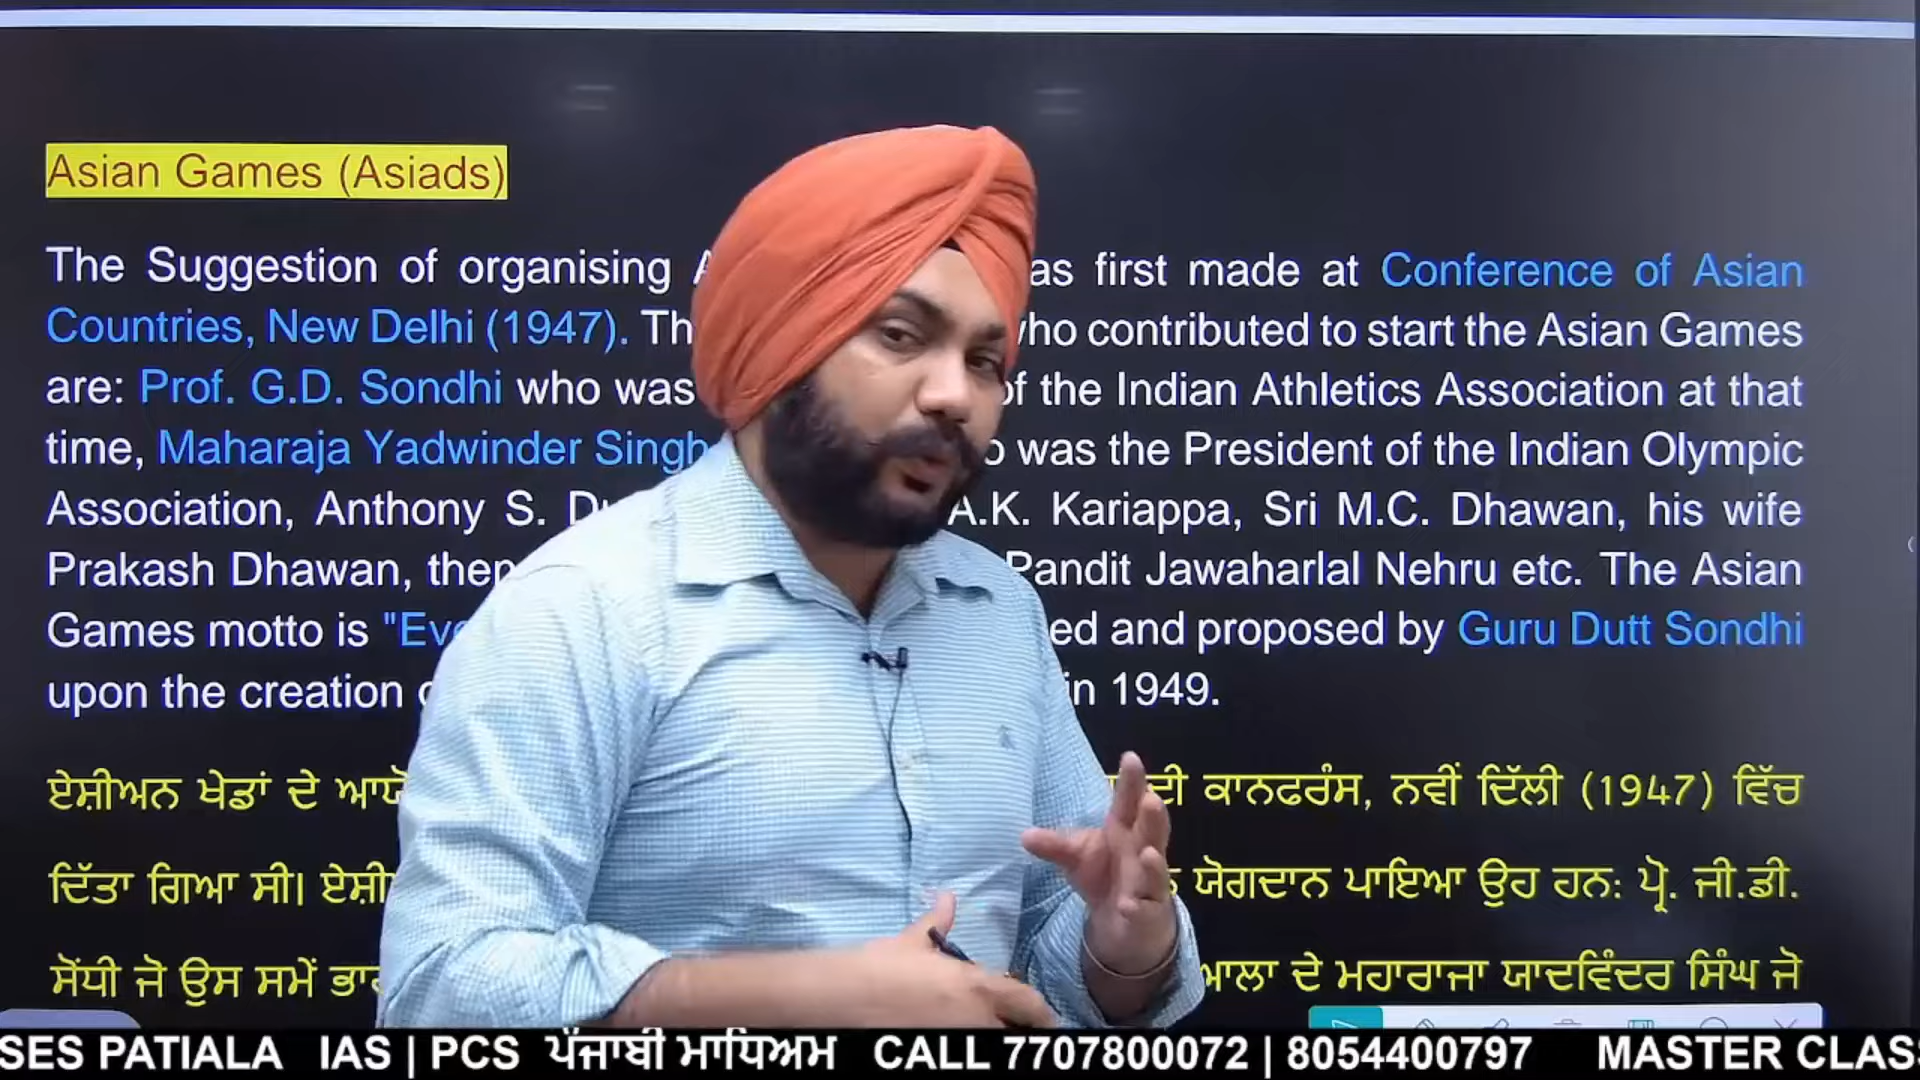 Asian Games (Asiads)
The Suggestion of organising as first made at Conference of Asian
Countries, New Delhi (1947). who contributed to start the Asian Games
are: Prof. G.D. Sondhi who was of the Indian Athletics Association at that
time, Maharaja Yadwinder Singh was the President of the Indian Olympic
Association, Anthony S. A.K. Kariappa, Sri M.C. Dhawan, his wife
Prakash Dhawan, Pandit Jawaharlal Nehru etc. The Asian
Games motto is and proposed by Guru Dutt Sondhi
upon the creation in 1949.
ਏਸ਼ੀਅਨ ਖੇਡਾਂ ਦੇ ਦੀ ਕਾਨਫਰੰਸ, ਨਵੀਂ ਦਿੱਲੀ (1947) ਵਿੱਚ
ਦਿੱਤਾ ਗਿਆ ਸੀ। ਯੋਗਦਾਨ ਪਾਇਆ ਉਹ ਹਨ: ਪ੍ਰੋ. ਜੀ.ਡੀ.
ਸੋਂਧੀ ਜੋ ਉਸ ਸਮੇਂ ਦੇ ਮਹਾਰਾਜਾ ਯਾਦਵਿੰਦਰ ਸਿੰਘ ਜੋ
SES PATIALA IAS | PCS ਪੰਜਾਬੀ ਮਾਧਿਅਮ CALL 7707800072 | 8054400797 MASTER CLAS